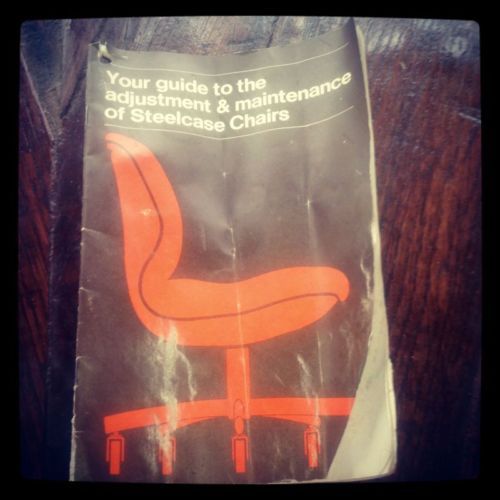 Your guide to the
adjustment & maintenance
of Steelcase Chairs